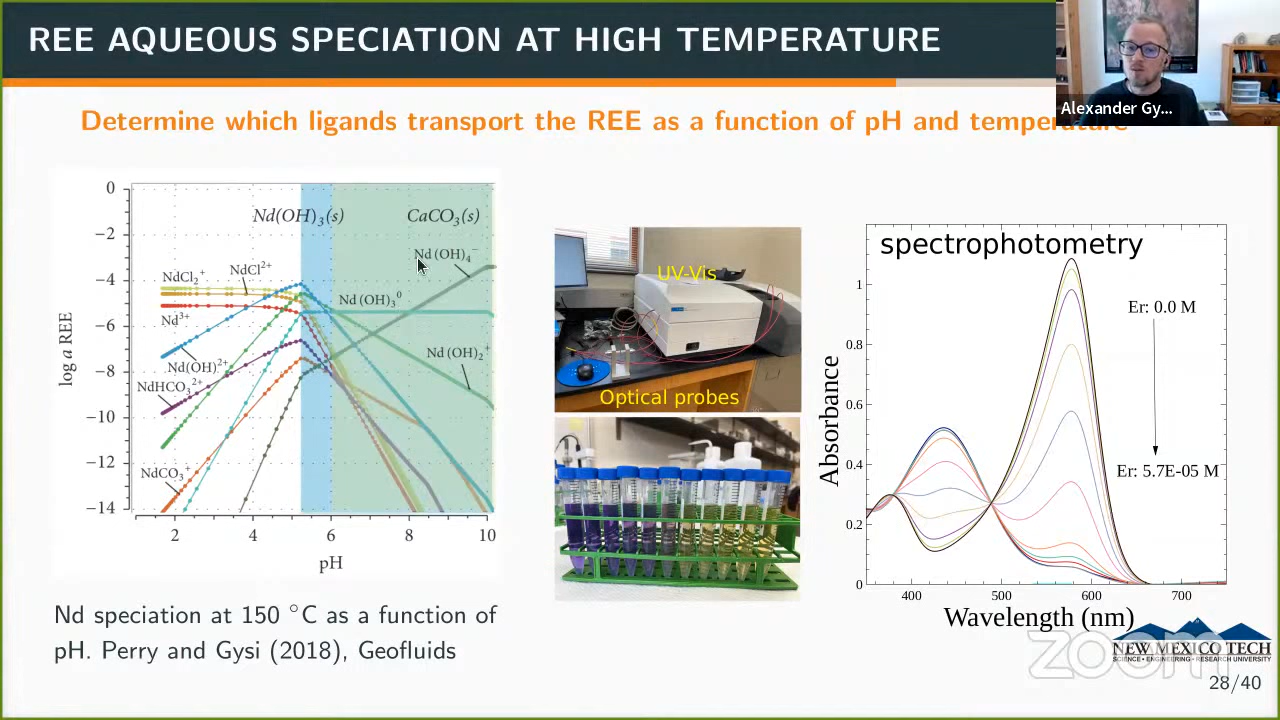 REE AQUEOUS SPECIATION AT HIGH TEMPERATURE
Alexander Gy...
Determine which ligands transport the REE as a function of pH and temperature
0
−2
−4
−6
−8
−10
−12
−14
log a REE
Nd(OH)₃(s)
CaCO₃(s)
Nd (OH)₄⁻
NdCl₂⁺
NdCl²⁺
Nd (OH)₃⁰
Nd³⁺
Nd(OH)²⁺
Nd (OH)₂⁺
NdHCO₃²⁺
NdCO₃⁺
2 4 6 8 10
pH
UV-Vis
Optical probes
spectrophotometry
Er: 0.0 M
Er: 5.7E-05 M
Absorbance
1
0.8
0.6
0.4
0.2
0
400 500 600 700
Wavelength (nm)
Nd speciation at 150 °C as a function of
pH. Perry and Gysi (2018), Geofluids
zoom
NEW MEXICO TECH
SCIENCE • ENGINEERING • RESEARCH UNIVERSITY
28/40